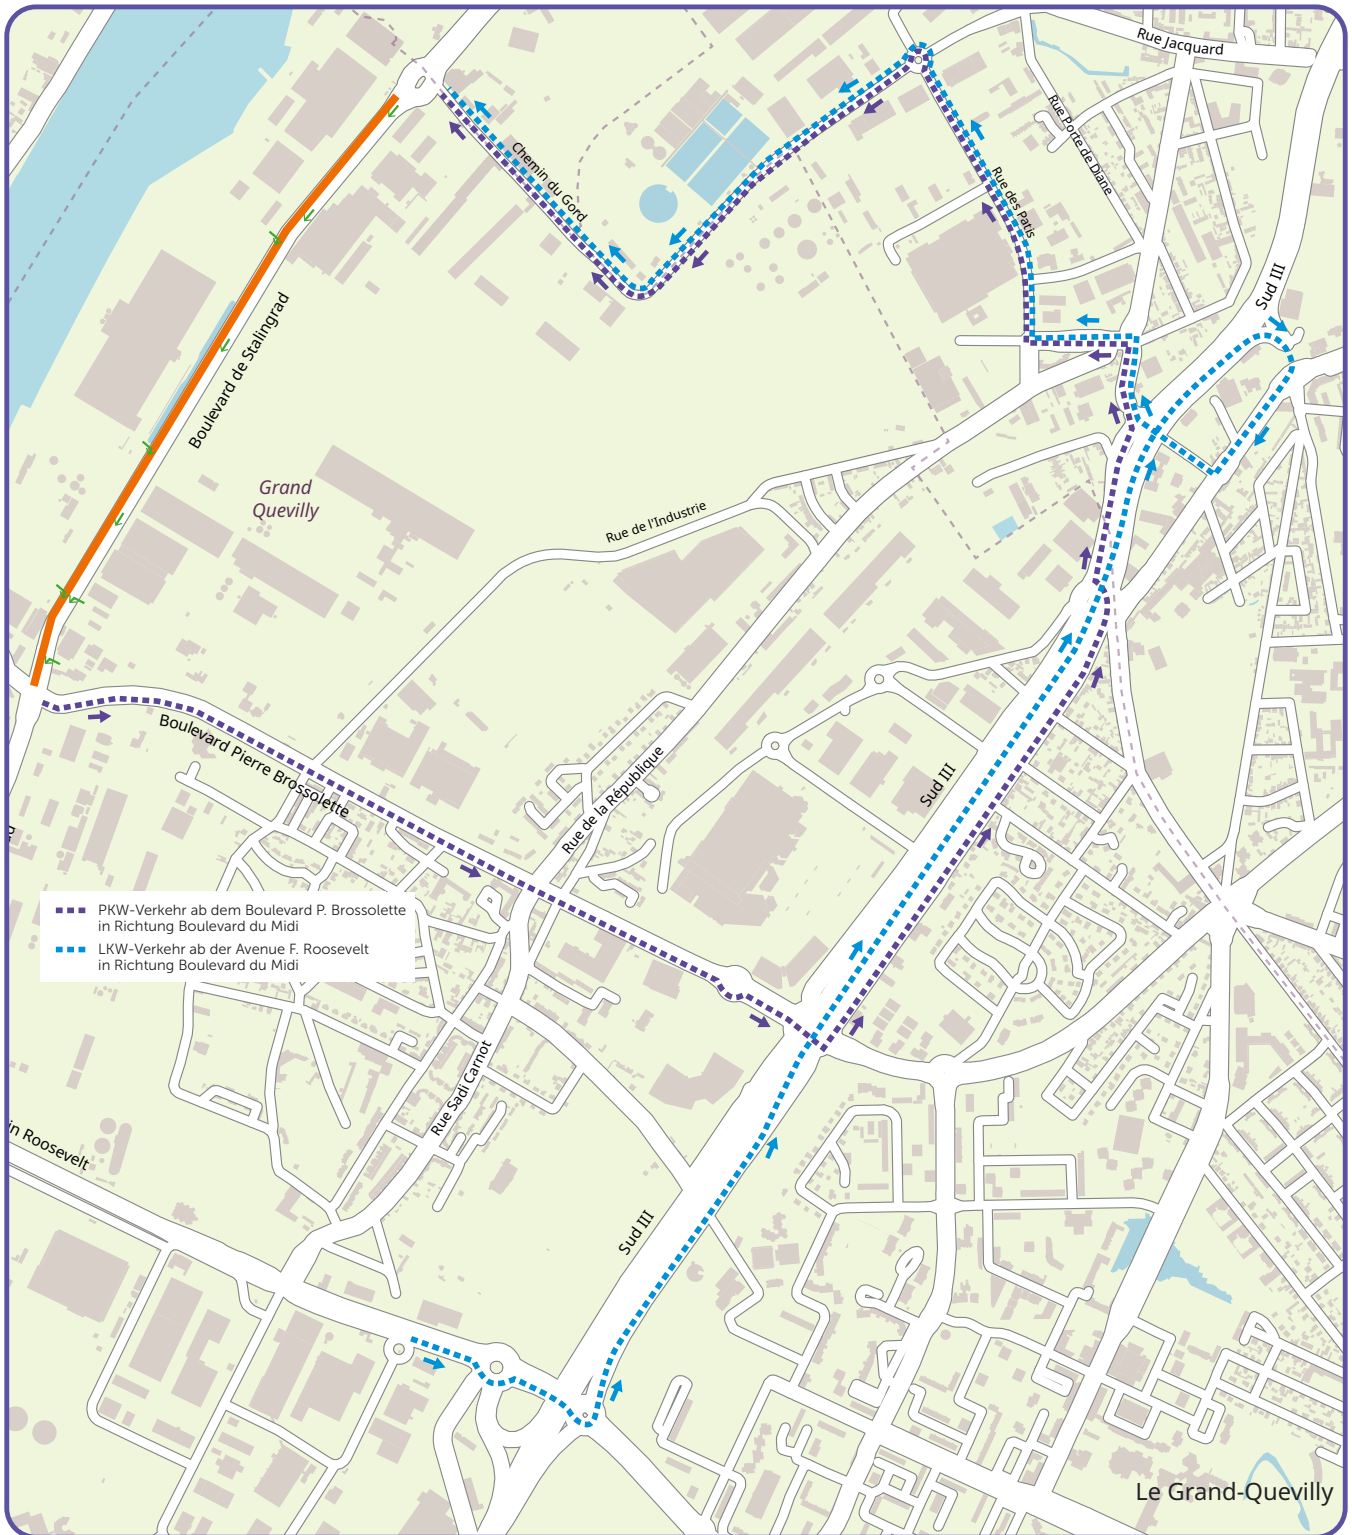 Rue Jacquard
Rue Porte de Diane
Chemin du Gord
Rue des Patis
Sud III
Boulevard de Stalingrad
Grand
Quevilly
Rue de l'Industrie
Boulevard Pierre Brossolette
Rue de la République
Sud III
PKW-Verkehr ab dem Boulevard P. Brossolette
in Richtung Boulevard du Midi
LKW-Verkehr ab der Avenue F. Roosevelt
in Richtung Boulevard du Midi
Rue Sadi Carnot
in Roosevelt
Sud III
Le Grand-Quevilly